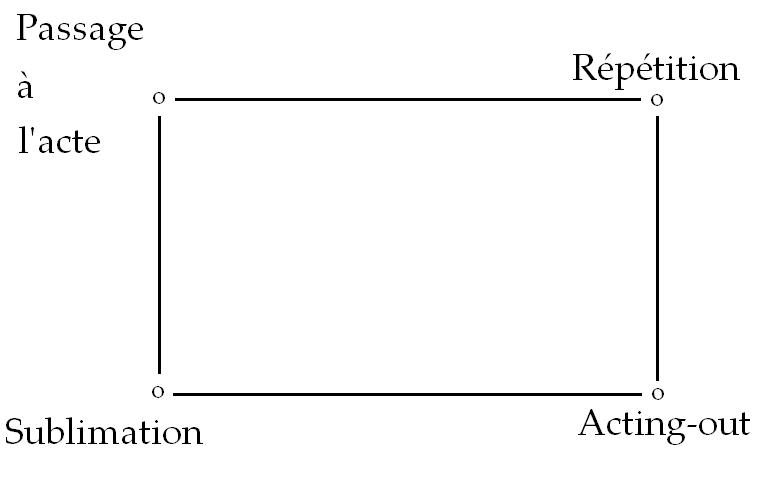 Passage
à
l'acte
Répétition
Sublimation
Acting-out